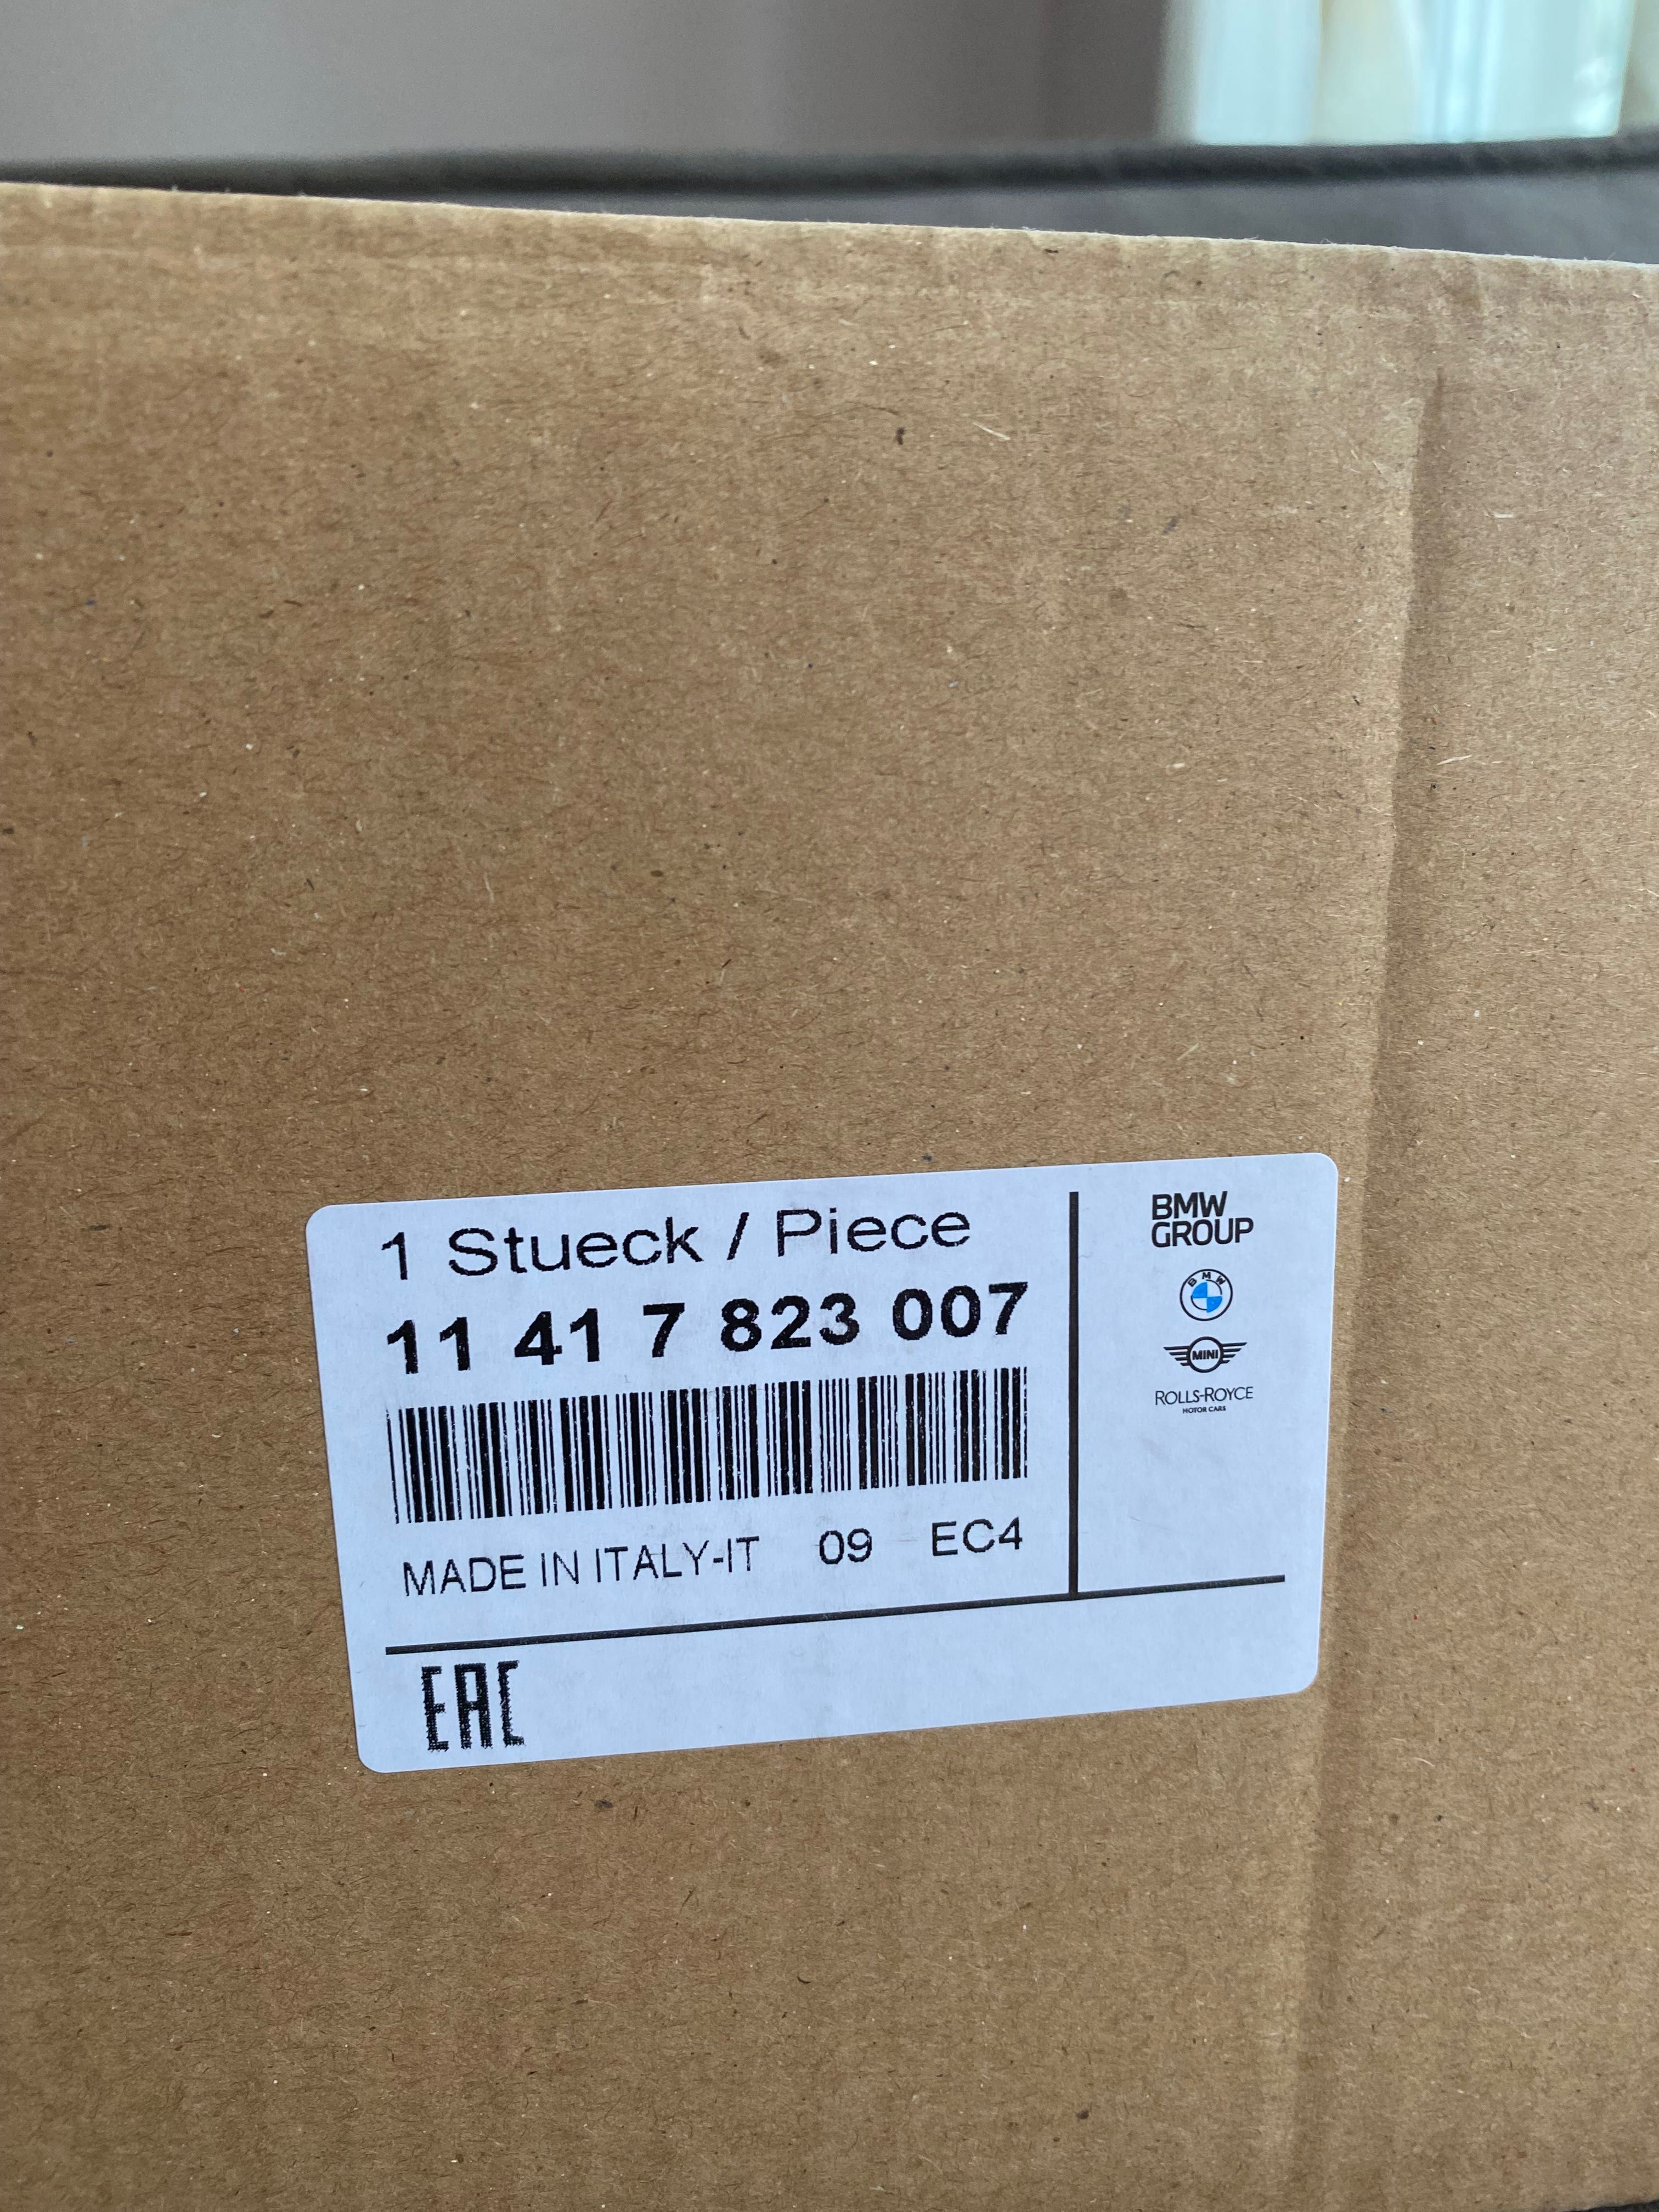 1 Stueck / Piece
11 41 7 823 007
MADE IN ITALY-IT 09 EC4
EAC
BMW
GROUP
BMW
MINI
ROLLS-ROYCE
MOTOR CARS